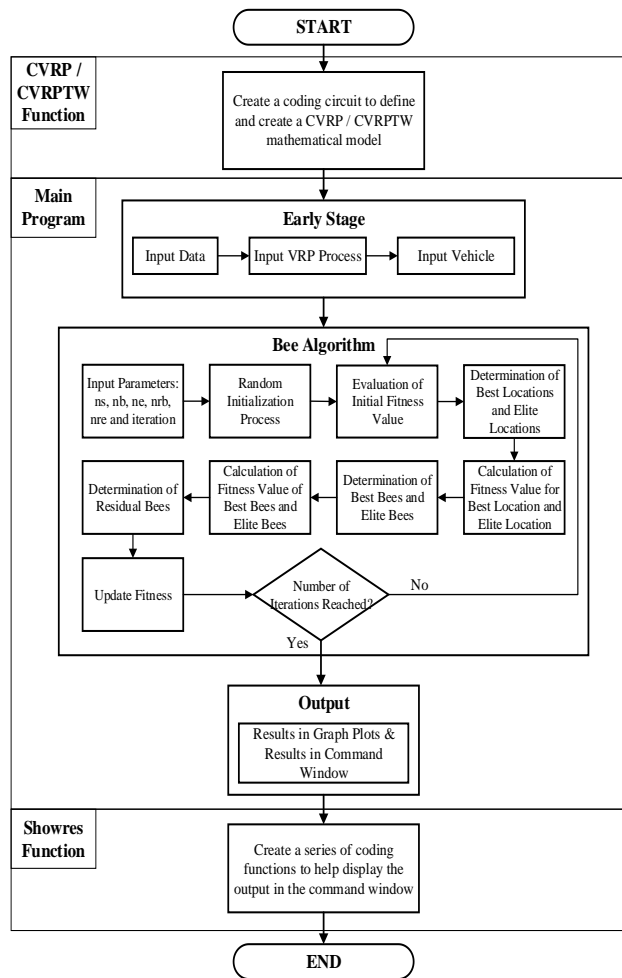 START
CVRP /
CVRPTW
Function
Create a coding circuit to define
and create a CVRP / CVRPTW
mathematical model
Main
Program
Early Stage
Input Data
Input VRP Process
Input Vehicle
Bee Algorithm
Input Parameters:
ns, nb, ne, nrb,
nre and iteration
Random
Initialization
Process
Evaluation of
Initial Fitness
Value
Determination of
Best Locations
and Elite
Locations
Determination of
Residual Bees
Calculation of
Fitness Value of
Best Bees and
Elite Bees
Determination of
Best Bees and
Elite Bees
Calculation of
Fitness Value for
Best Location and
Elite Location
Update Fitness
Number of
Iterations Reached?
No
Yes
Output
Results in Graph Plots &
Results in Command
Window
Showres
Function
Create a series of coding
functions to help display the
output in the command window
END